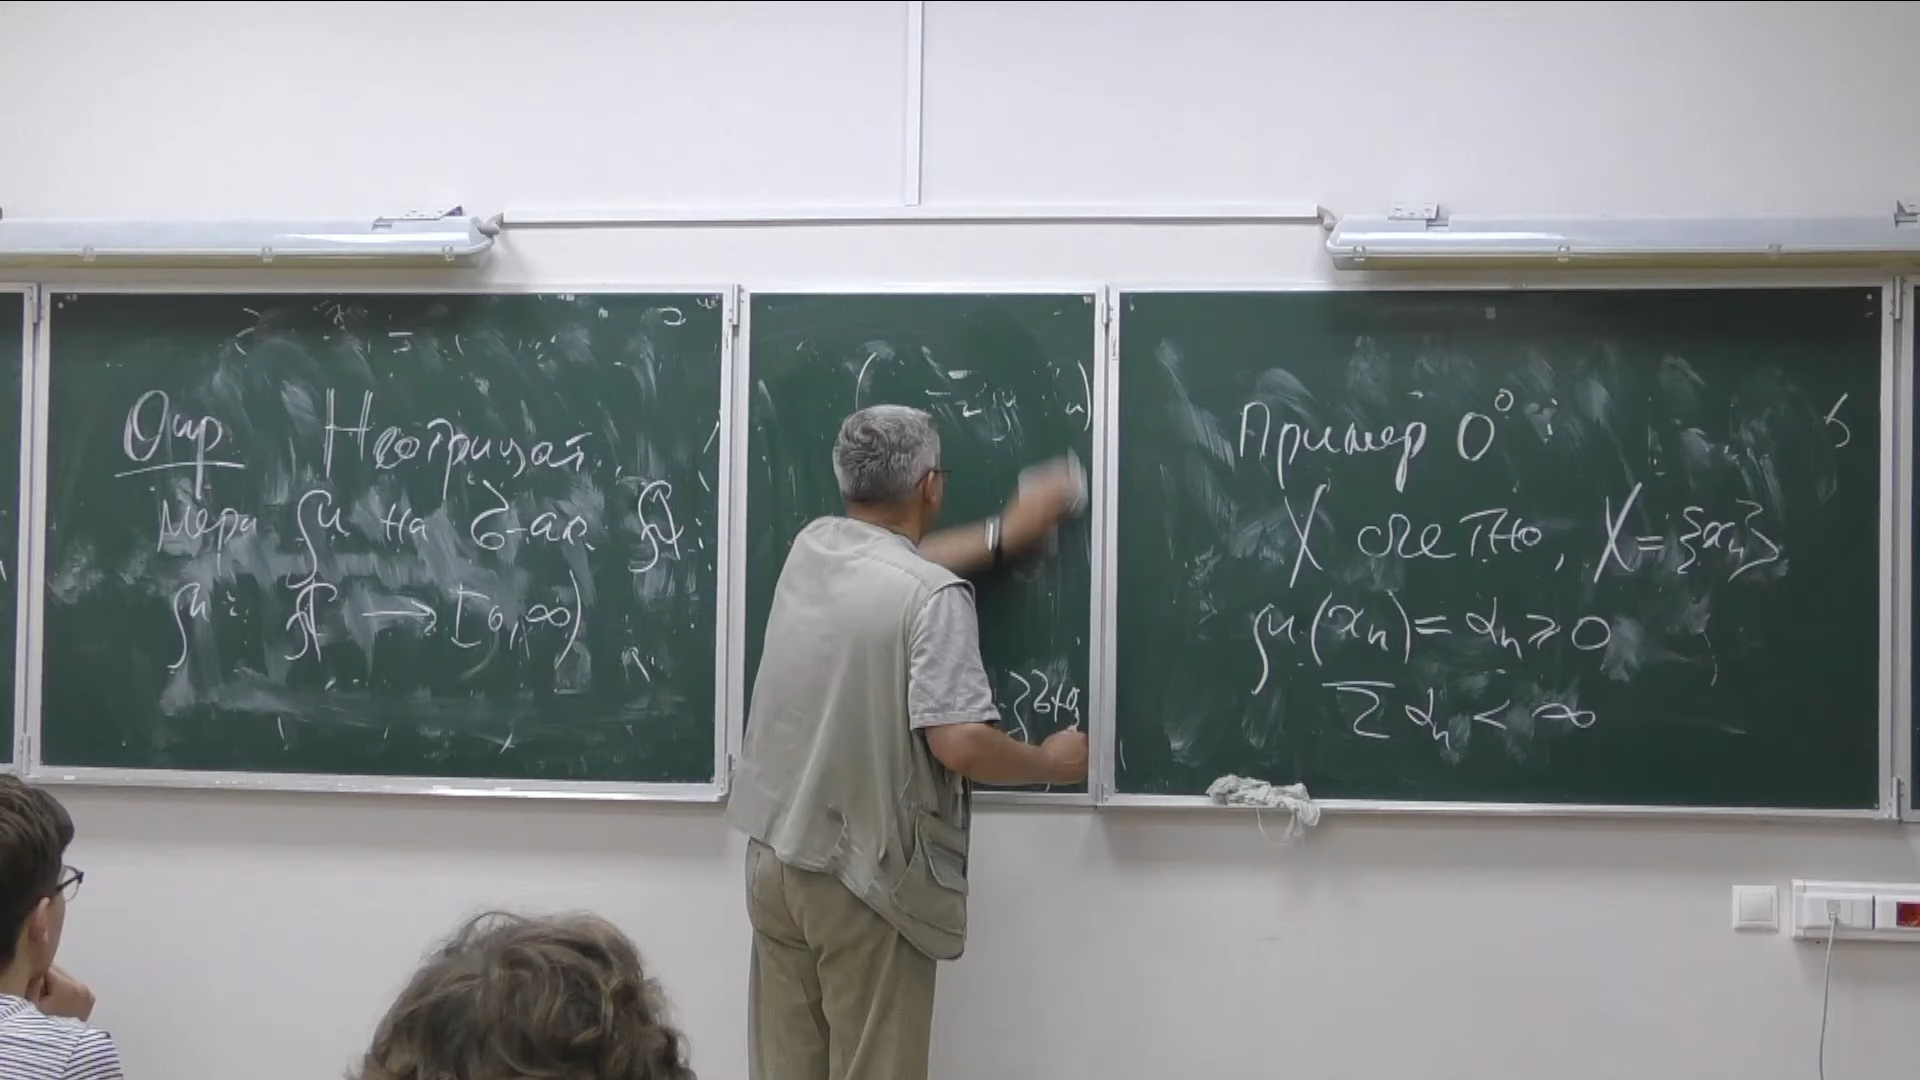 Опр. Неотрицат.
мера μ на σ-ал. 𝒜:
μ: 𝒜 → [0,∞)
Пример 0°
X счетно, X={xₙ}
μ(xₙ)=αₙ≥0
Σαₙ<∞